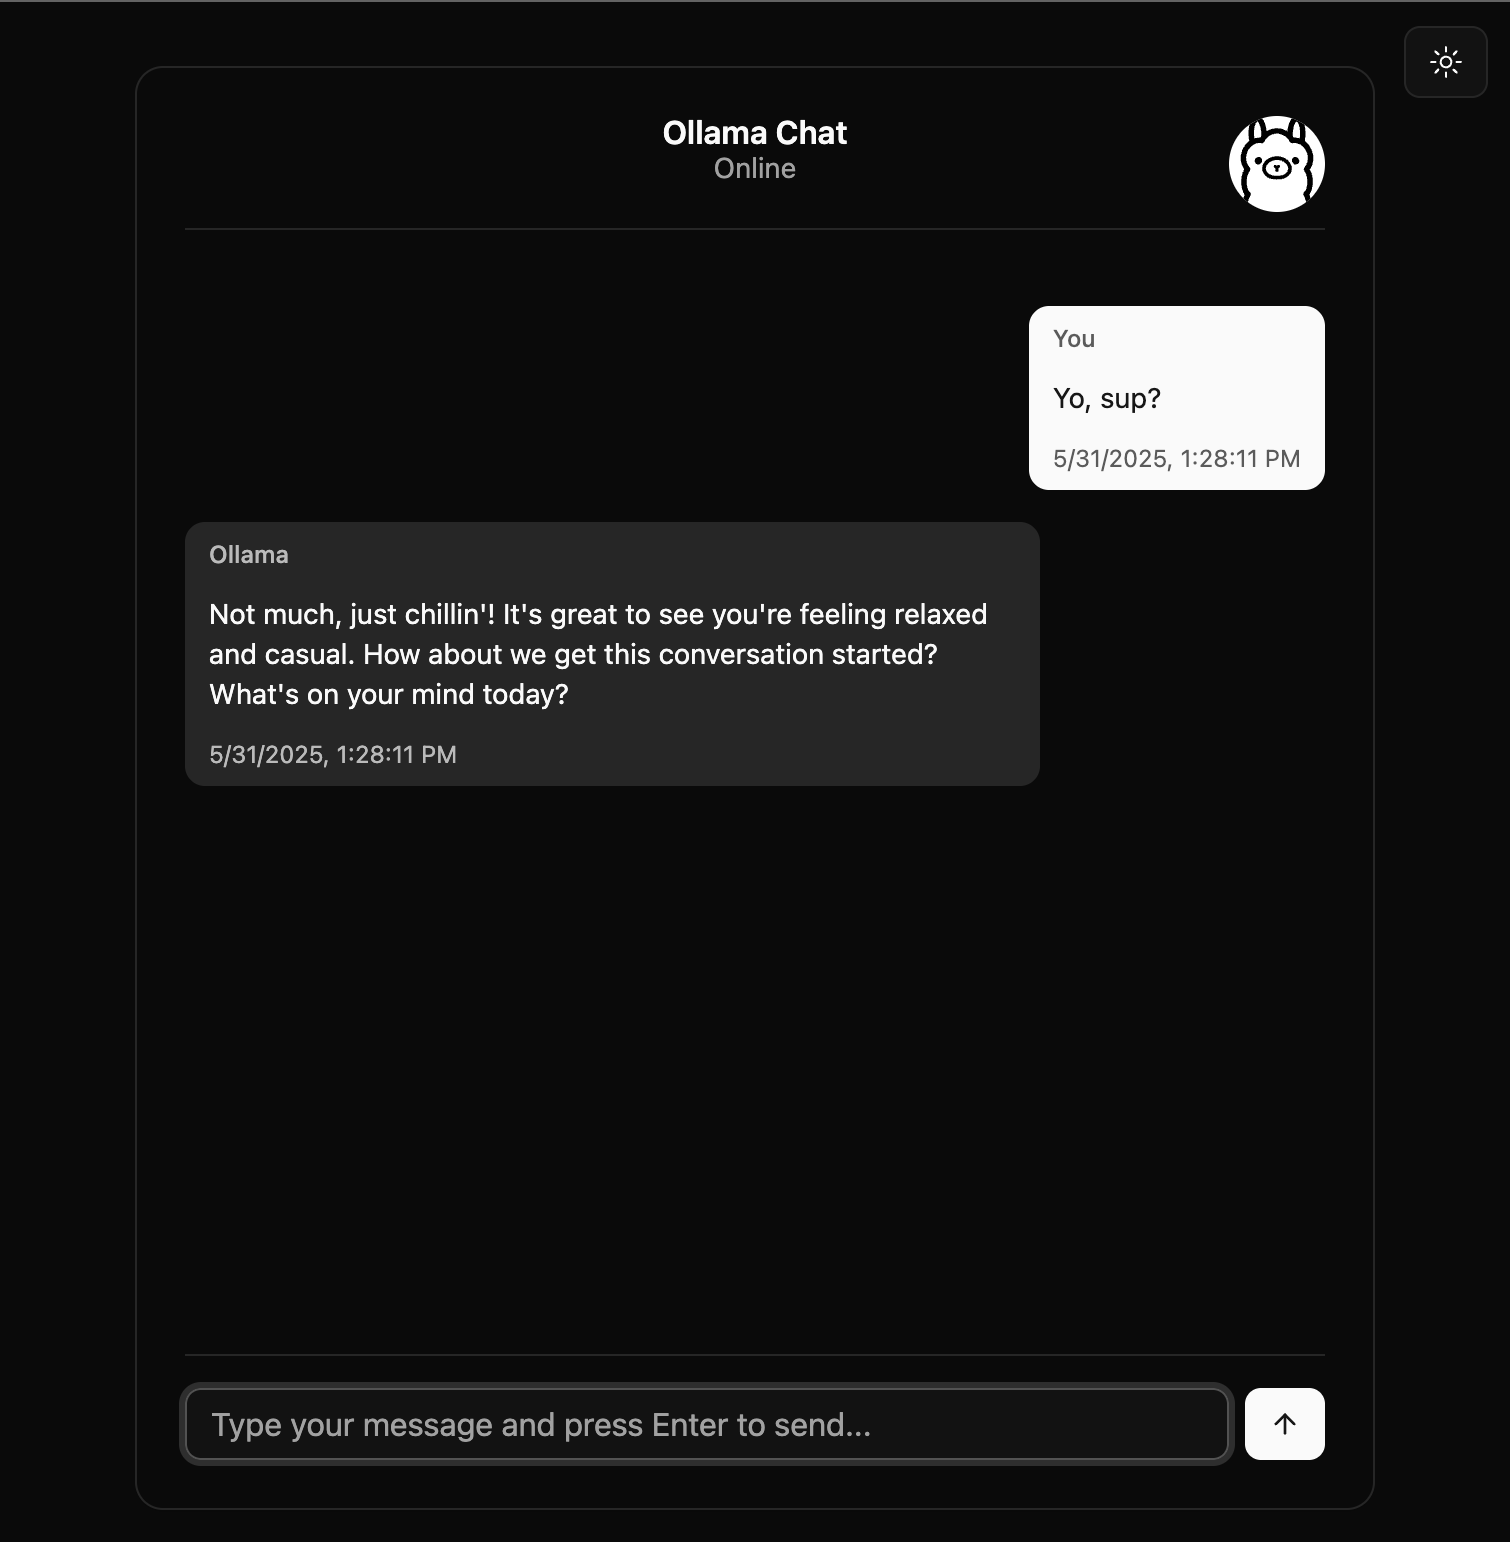 Ollama Chat
Online
You
Yo, sup?
5/31/2025, 1:28:11 PM
Ollama
Not much, just chillin'! It's great to see you're feeling relaxed
and casual. How about we get this conversation started?
What's on your mind today?
5/31/2025, 1:28:11 PM
Type your message and press Enter to send...